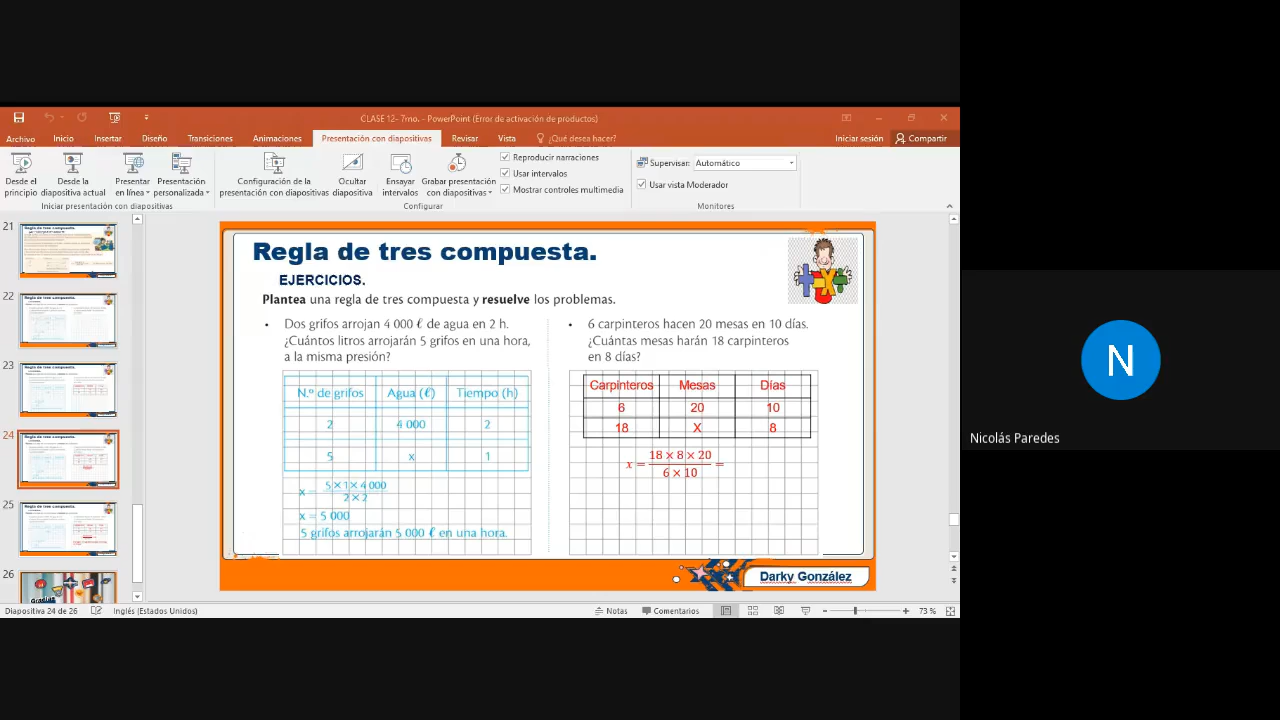 CLASE 12- 7mo. - PowerPoint (Error de activación de productos)
Archivo Inicio Insertar Diseño Transiciones Animaciones Presentación con diapositivas Revisar Vista ¿Qué desea hacer? Iniciar sesión Compartir
Desde el principio
Desde la diapositiva actual
Presentar en línea
Presentación personalizada
Iniciar presentación con diapositivas
Configuración de la presentación con diapositivas
Ocultar diapositiva
Ensayar intervalos
Grabar presentación con diapositivas
Reproducir narraciones
Usar intervalos
Mostrar controles multimedia
Configurar
Supervisar: Automático
Usar vista Moderador
Monitores
21
22
23
24
25
26
Regla de tres compuesta.
EJERCICIOS.
Plantea una regla de tres compuesta y resuelve los problemas.
• Dos grifos arrojan 4 000 ℓ de agua en 2 h.
¿Cuántos litros arrojarán 5 grifos en una hora,
a la misma presión?
N.º de grifos Agua (ℓ) Tiempo (h)
2 4 000 2
5 x 1
x = 5 × 1 × 4 000 / 2 × 2
x = 5 000
5 grifos arrojarán 5 000 ℓ en una hora.
• 6 carpinteros hacen 20 mesas en 10 días.
¿Cuántas mesas harán 18 carpinteros
en 8 días?
Carpinteros Mesas Días
6 20 10
18 X 8
x = 18 × 8 × 20 / 6 × 10 =
Darky González
Diapositiva 24 de 26 Inglés (Estados Unidos) Notas Comentarios 73 %
N
Nicolás Paredes